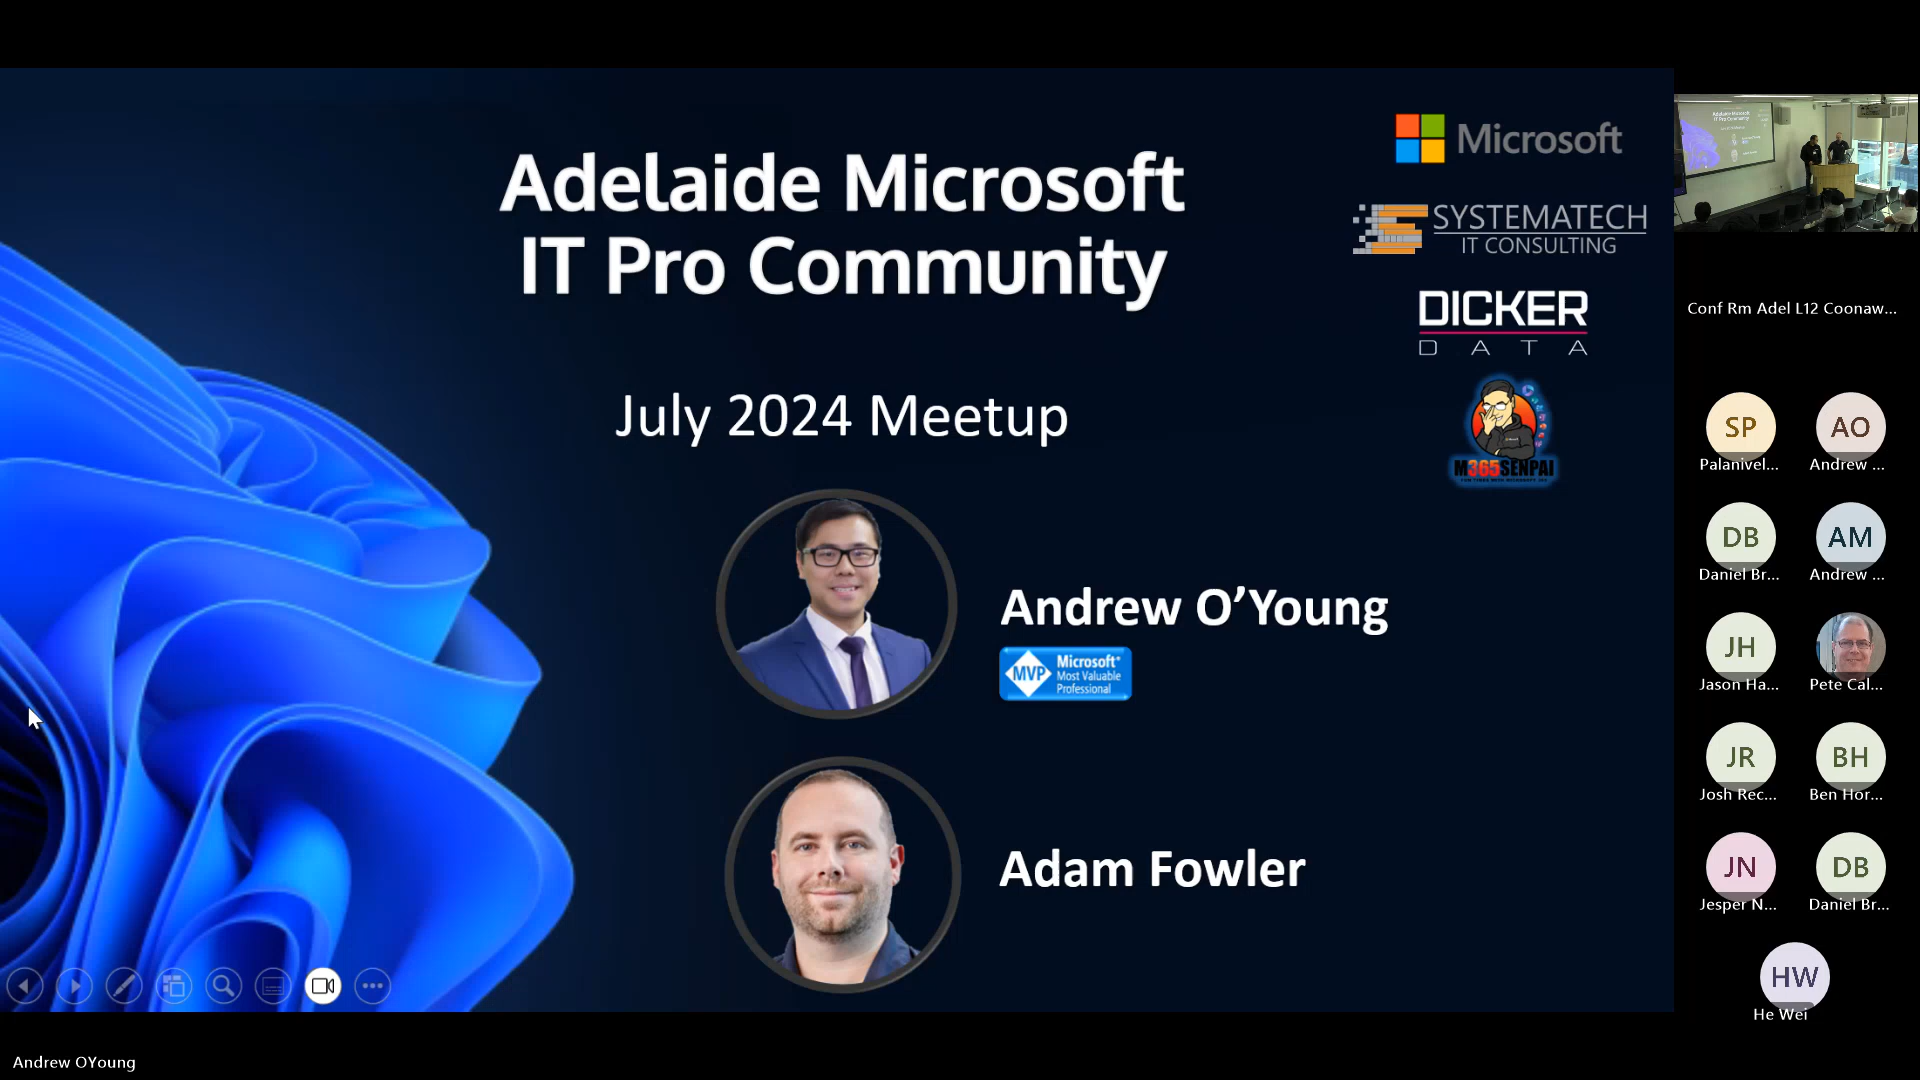 Adelaide Microsoft
IT Pro Community
July 2024 Meetup
Andrew O’Young
MVP
Microsoft®
Most Valuable
Professional
Adam Fowler
Microsoft
SYSTEMATECH
IT CONSULTING
DICKER
DATA
M365SENPAI
Conf Rm Adel L12 Coonaw...
SP
Palanivel...
AO
Andrew ...
DB
Daniel Br...
AM
Andrew ...
JH
Jason Ha...
Pete Cal...
JR
Josh Rec...
BH
Ben Hor...
JN
Jesper N...
DB
Daniel Br...
HW
He Wei
Andrew OYoung